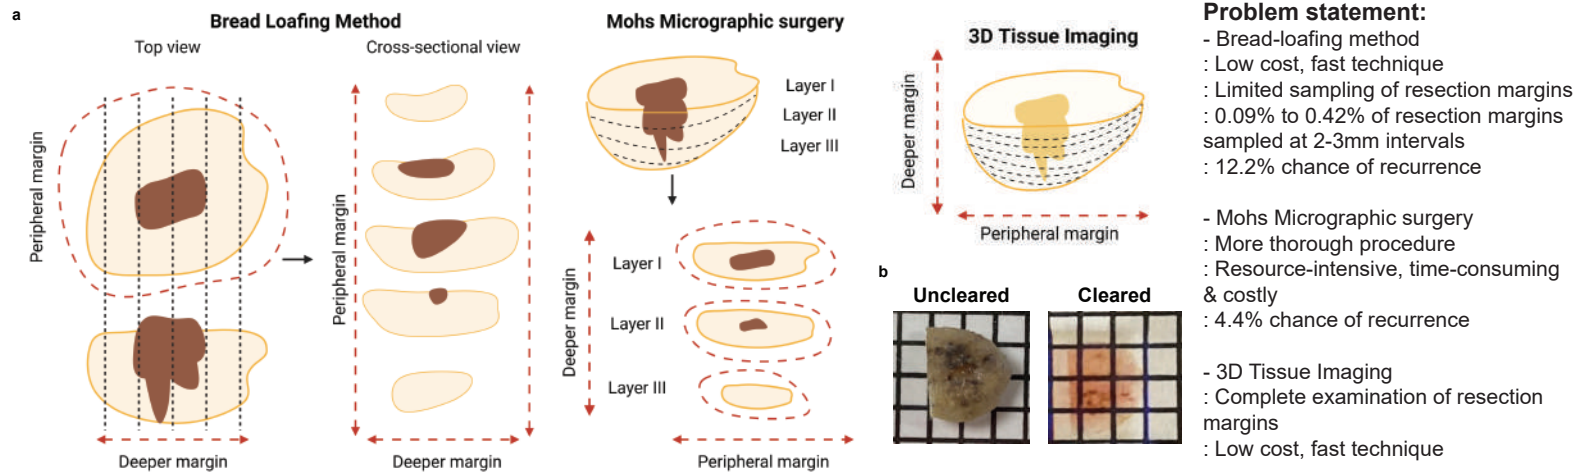 a
Bread Loafing Method
Top view
Cross-sectional view
Peripheral margin
Deeper margin
Peripheral margin
Deeper margin
Mohs Micrographic surgery
Layer I
Layer II
Layer III
Deeper margin
Layer I
Layer II
Layer III
Peripheral margin
3D Tissue Imaging
Deeper margin
Peripheral margin
b
Uncleared
Cleared
Problem statement:
- Bread-loafing method
: Low cost, fast technique
: Limited sampling of resection margins
: 0.09% to 0.42% of resection margins
sampled at 2-3mm intervals
: 12.2% chance of recurrence
- Mohs Micrographic surgery
: More thorough procedure
: Resource-intensive, time-consuming
& costly
: 4.4% chance of recurrence
- 3D Tissue Imaging
: Complete examination of resection
margins
: Low cost, fast technique